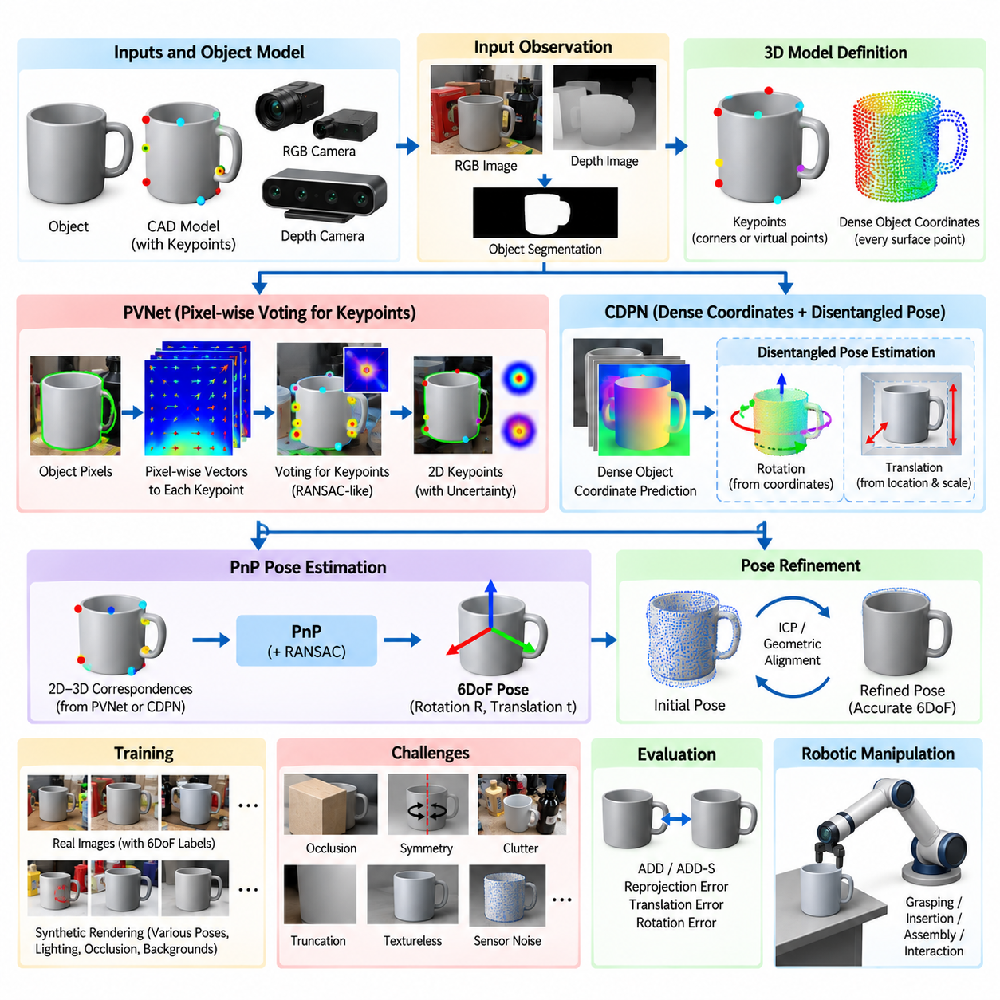 Inputs and Object Model
Object
CAD Model
(with Keypoints)
RGB Camera
Depth Camera
Input Observation
RGB Image
Depth Image
Object Segmentation
3D Model Definition
Keypoints
(corners or virtual points)
Dense Object Coordinates
(every surface point)
PVNet (Pixel-wise Voting for Keypoints)
Object Pixels
Pixel-wise Vectors
to Each Keypoint
Voting for Keypoints
(RANSAC-like)
2D Keypoints
(with Uncertainty)
CDPN (Dense Coordinates + Disentangled Pose)
Dense Object
Coordinate Prediction
Disentangled Pose Estimation
Rotation
(from coordinates)
Translation
(from location & scale)
PnP Pose Estimation
2D–3D Correspondences
(from PVNet or CDPN)
PnP
(+ RANSAC)
6DoF Pose
(Rotation R, Translation t)
Pose Refinement
Initial Pose
ICP /
Geometric
Alignment
Refined Pose
(Accurate 6DoF)
Training
Real Images (with 6DoF Labels)
Synthetic Rendering (Various Poses,
Lighting, Occlusion, Backgrounds)
Challenges
Occlusion
Symmetry
Clutter
Truncation
Textureless
Sensor Noise
Evaluation
ADD / ADD-S
Reprojection Error
Translation Error
Rotation Error
Robotic Manipulation
Grasping /
Insertion /
Assembly /
Interaction